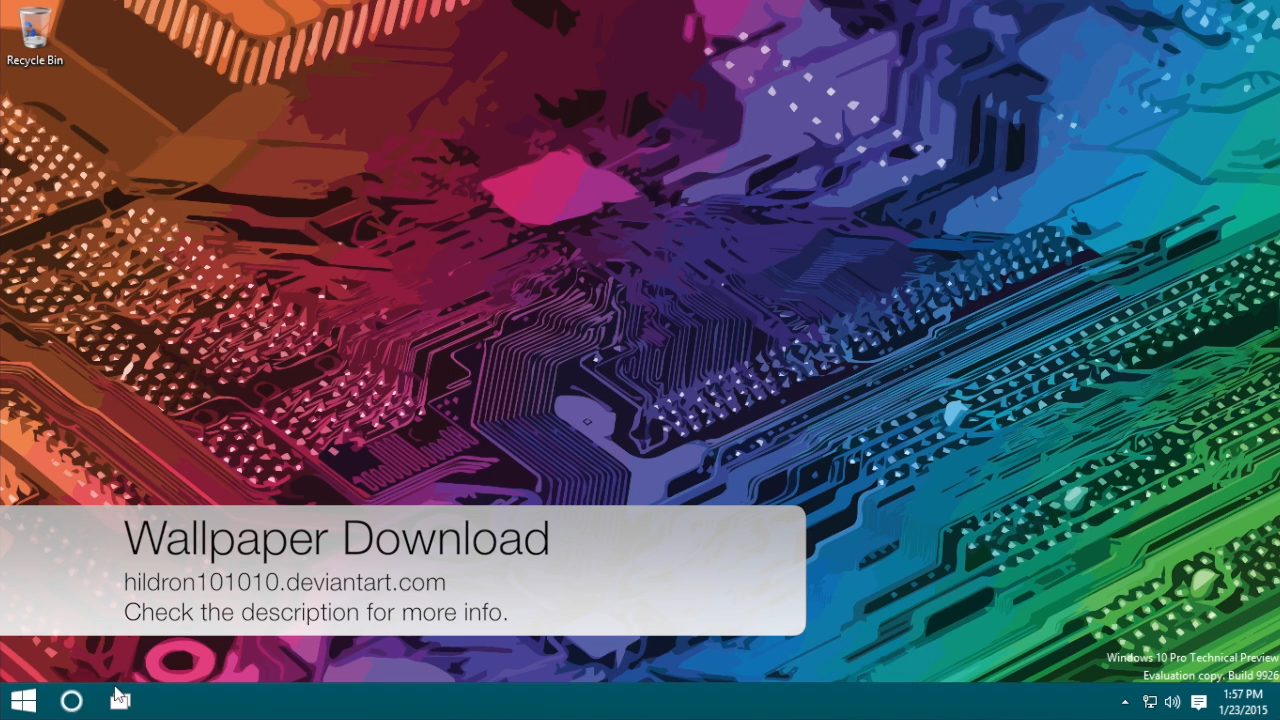 Recycle Bin
Wallpaper Download
hildron101010.deviantart.com
Check the description for more info.
Windows 10 Pro Technical Preview
Evaluation copy. Build 9926
1:57 PM
1/23/2015